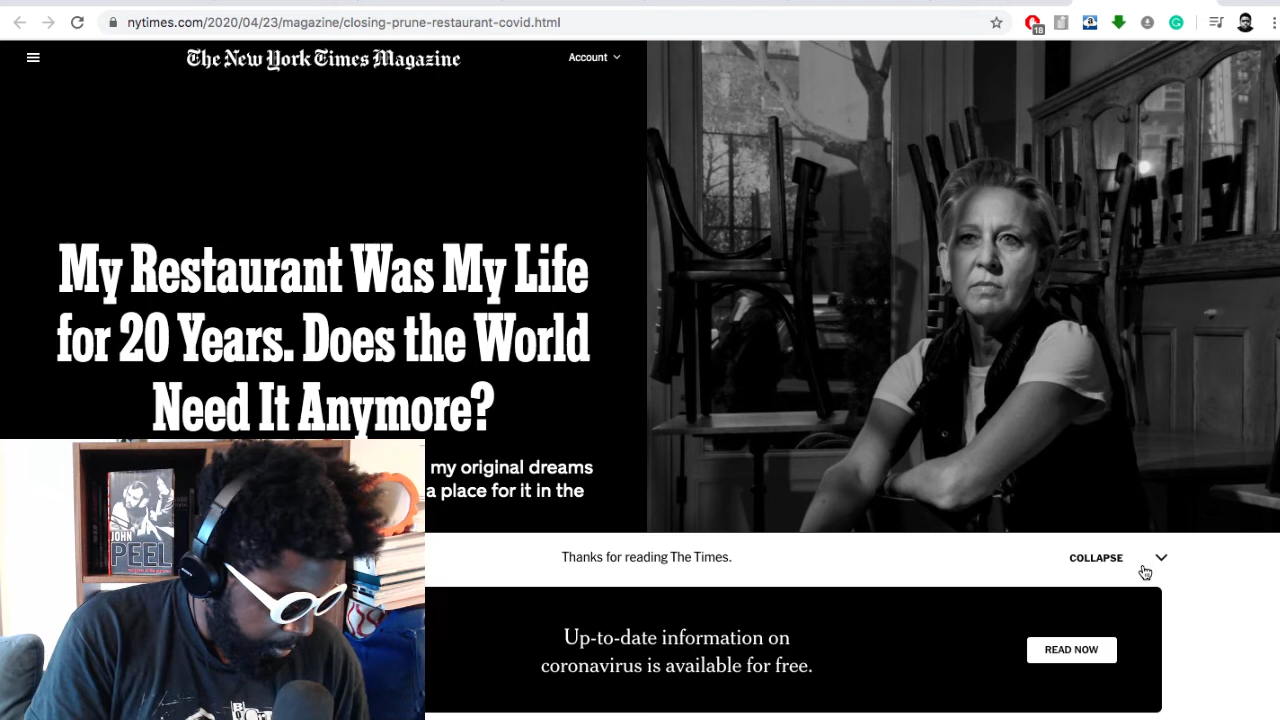 nytimes.com/2020/04/23/magazine/closing-prune-restaurant-covid.html
18
The New York Times Magazine
Account
My Restaurant Was My Life
for 20 Years. Does the World
Need It Anymore?
my original dreams
a place for it in the
Thanks for reading The Times.
COLLAPSE
Up-to-date information on
coronavirus is available for free.
READ NOW
JOHN
PEEL